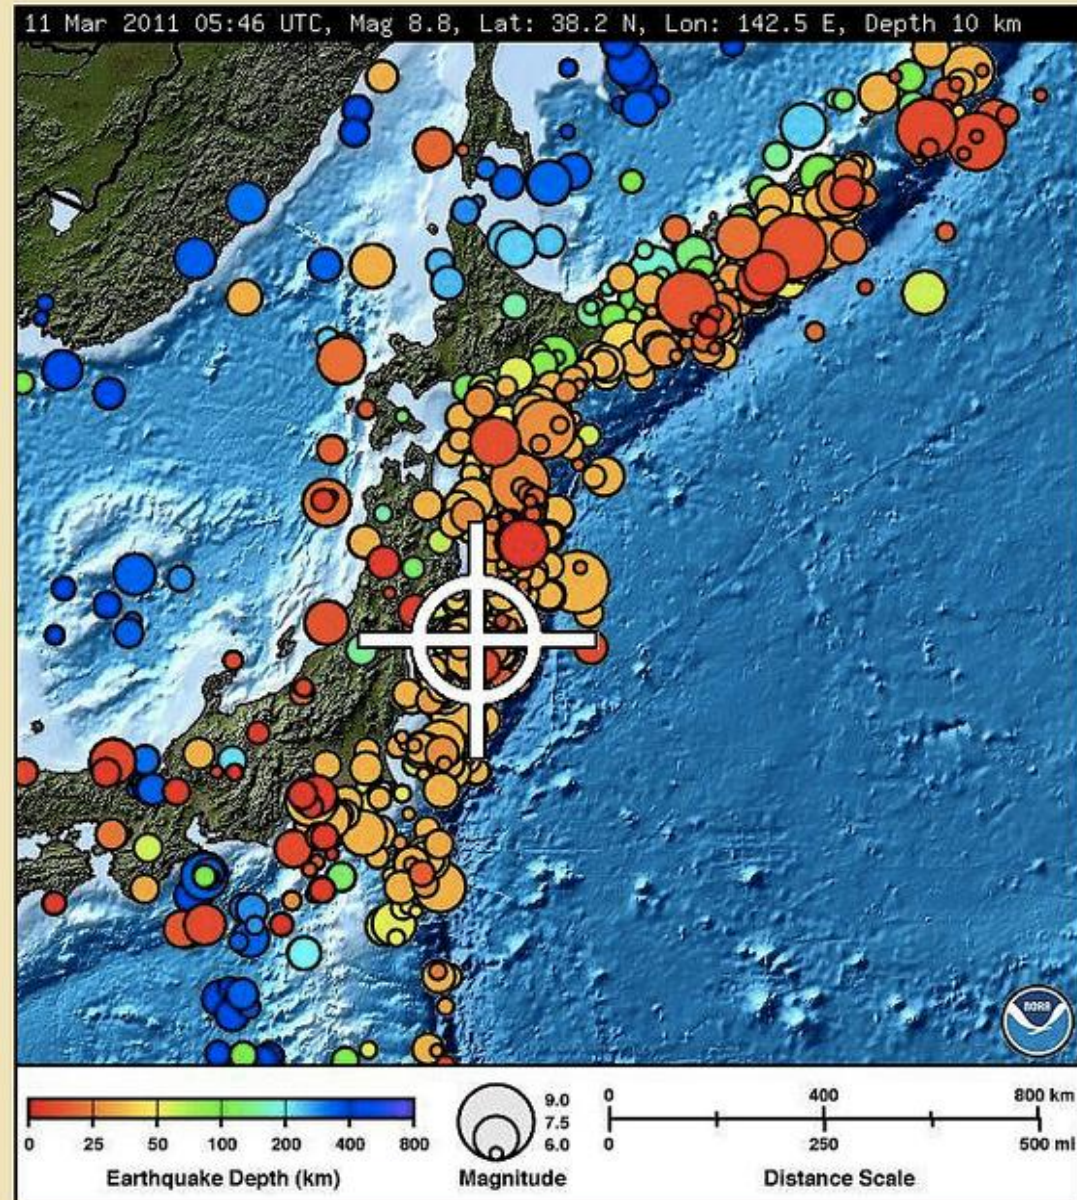 11 Mar 2011 05:46 UTC, Mag 8.8, Lat: 38.2 N, Lon: 142.5 E, Depth 10 km
NOAA
0 25 50 100 200 400 800
Earthquake Depth (km)
9.0
7.5
6.0
Magnitude
0 400 800 km
0 250 500 mi
Distance Scale